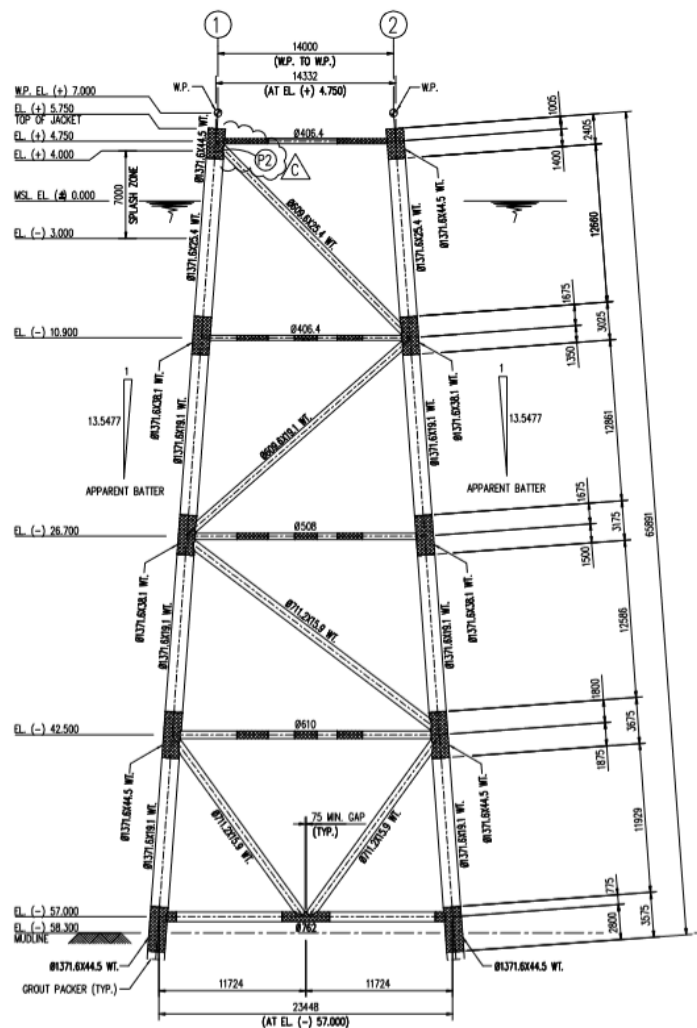 1
2
14000
(W.P. TO W.P.)
14332
(AT EL. (+) 4.750)
W.P.
W.P.
W.P. EL. (+) 7.000
EL. (+) 5.750
TOP OF JACKET
EL. (+) 4.750
EL. (+) 4.000
MSL. EL. (±) 0.000
EL. (-) 3.000
7000
SPLASH ZONE
Ø1371.6X44.5 WT.
Ø406.4
P2
C
Ø1371.6X44.5 WT.
Ø609.6X25.4 WT.
Ø1371.6X25.4 WT.
Ø1371.6X25.4 WT.
1005
2405
1400
12660
EL. (-) 10.900
Ø406.4
1675
3025
1350
1
13.5477
APPARENT BATTER
Ø1371.6X38.1 WT.
Ø1371.6X19.1 WT.
Ø609.6X19.1 WT.
Ø1371.6X19.1 WT.
Ø1371.6X38.1 WT.
1
13.5477
APPARENT BATTER
12861
65891
EL. (-) 26.700
Ø508
1675
3175
1500
Ø1371.6X38.1 WT.
Ø1371.6X19.1 WT.
Ø711.2X15.9 WT.
Ø1371.6X19.1 WT.
Ø1371.6X38.1 WT.
12586
EL. (-) 42.500
Ø610
1800
3675
1875
Ø1371.6X44.5 WT.
Ø1371.6X19.1 WT.
Ø711.2X15.9 WT.
75 MIN. GAP
(TYP.)
Ø711.2X15.9 WT.
Ø1371.6X19.1 WT.
Ø1371.6X44.5 WT.
11929
EL. (-) 57.000
EL. (-) 58.300
MUDLINE
Ø762
775
2800
3575
Ø1371.6X44.5 WT.
Ø1371.6X44.5 WT.
GROUT PACKER (TYP.)
11724
11724
23448
(AT EL. (-) 57.000)